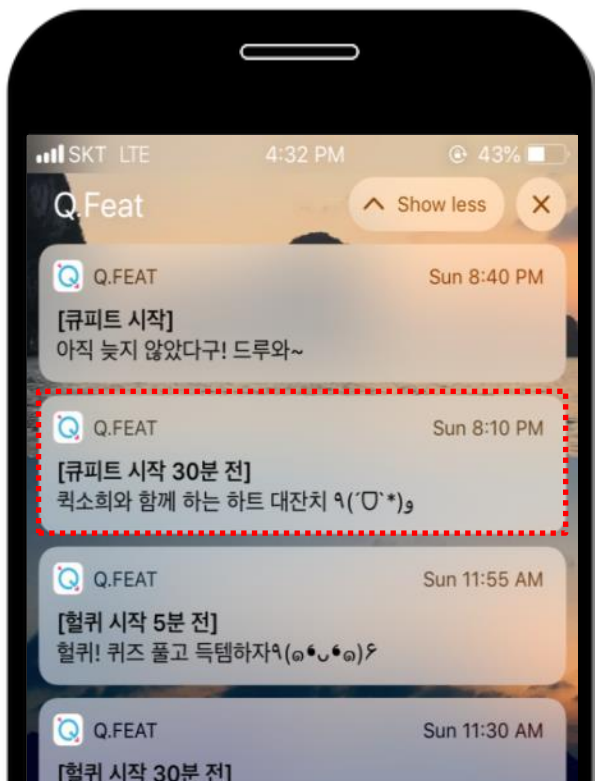 SKT LTE 4:32 PM 43%
Q.Feat Show less
Q.FEAT Sun 8:40 PM
[큐피트 시작]
아직 늦지 않았다구! 드루와~
Q.FEAT Sun 8:10 PM
[큐피트 시작 30분 전]
퀵소희와 함께 하는 하트 대잔치 ٩(ˊᗜˋ*)و
Q.FEAT Sun 11:55 AM
[헐퀴 시작 5분 전]
헐퀴! 퀴즈 풀고 득템하자٩(๑❛ᴗ❛๑)۶
Q.FEAT Sun 11:30 AM
[헐퀴 시작 30분 전]